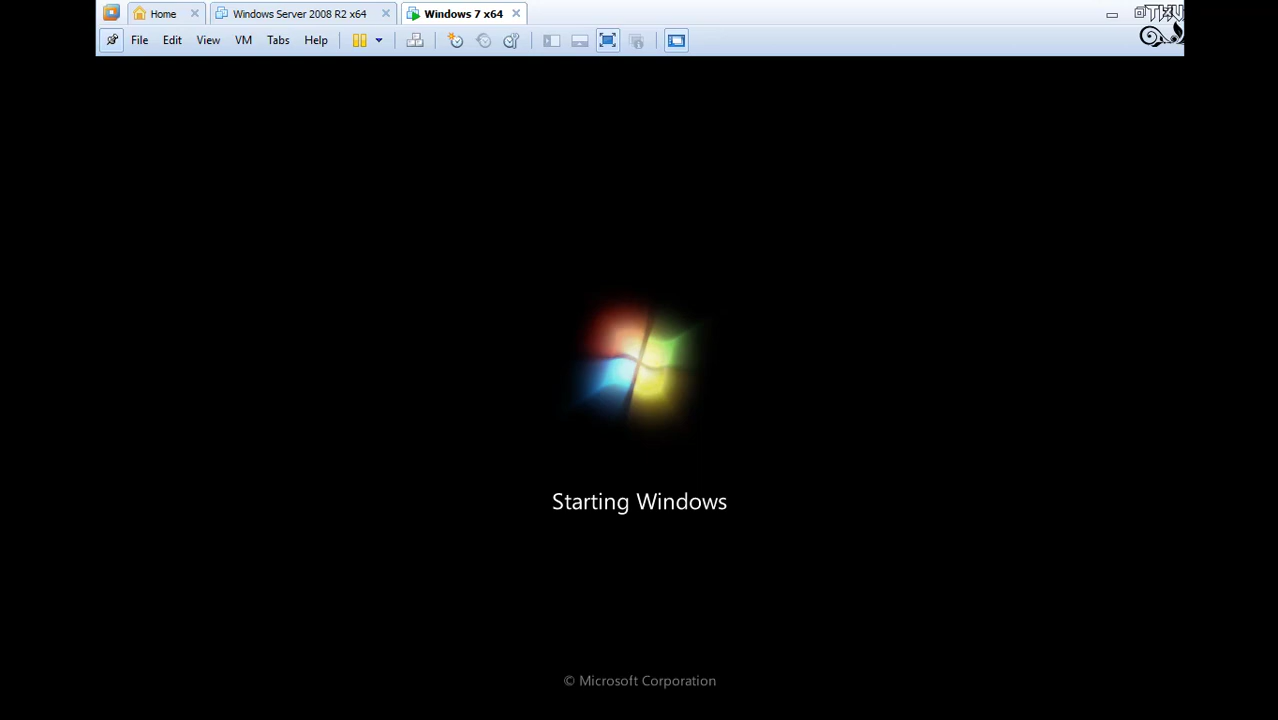 Home
Windows Server 2008 R2 x64
Windows 7 x64
File Edit View VM Tabs Help
Starting Windows
© Microsoft Corporation